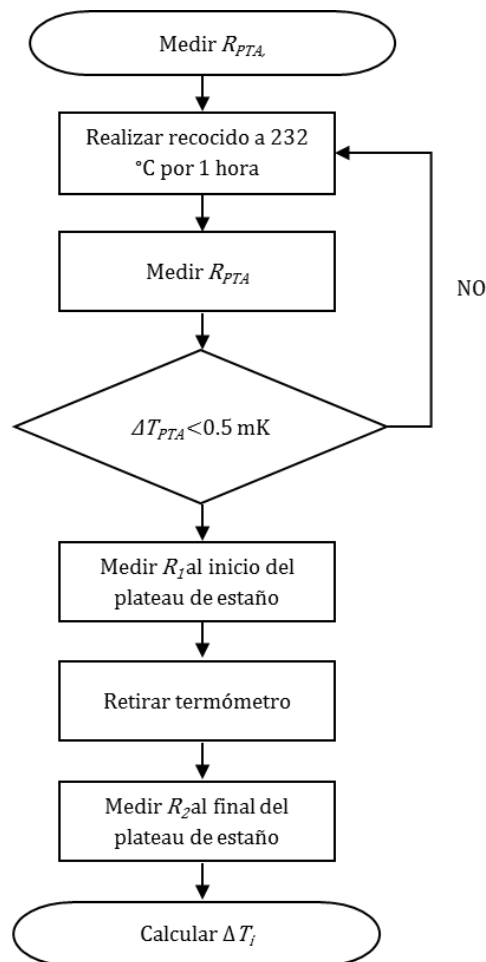 Medir R_PTA,
Realizar recocido a 232
°C por 1 hora
Medir R_PTA
NO
ΔT_PTA<0.5 mK
Medir R_1 al inicio del
plateau de estaño
Retirar termómetro
Medir R_2 al final del
plateau de estaño
Calcular ΔT_i